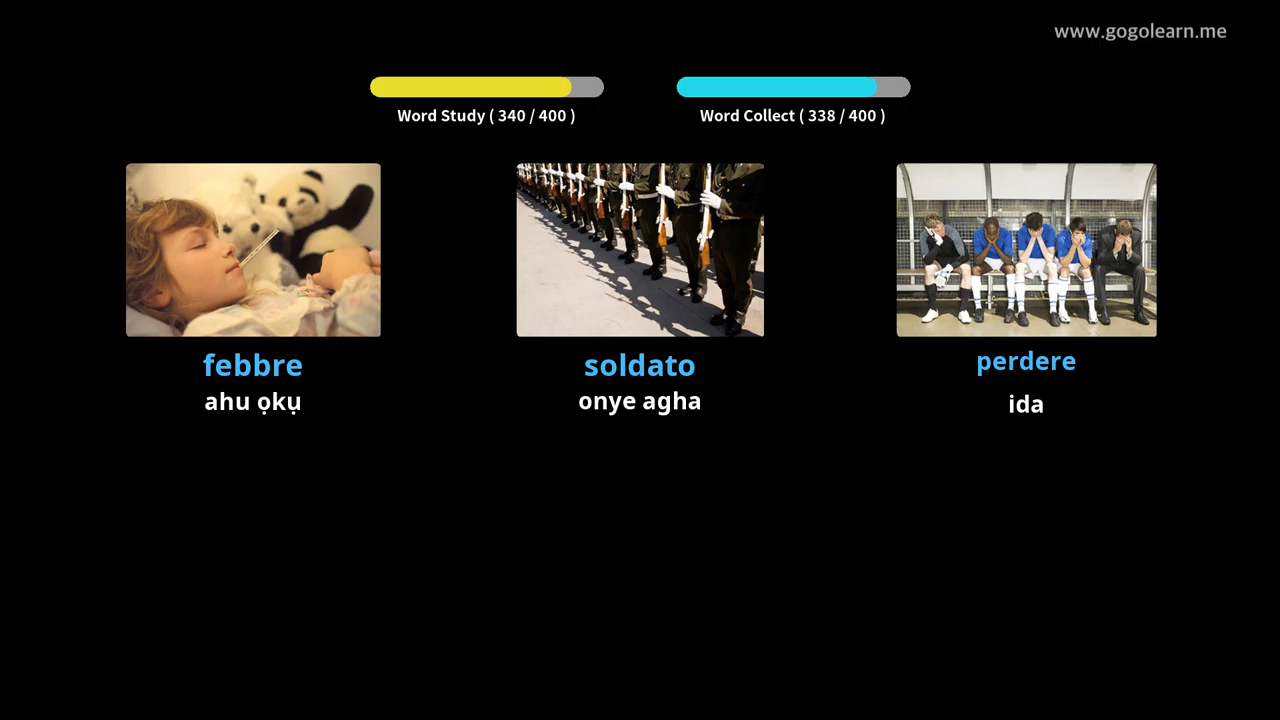 www.gogolearn.me
Word Study ( 340 / 400 )
Word Collect ( 338 / 400 )
febbre
ahu ọkụ
soldato
onye agha
perdere
ida